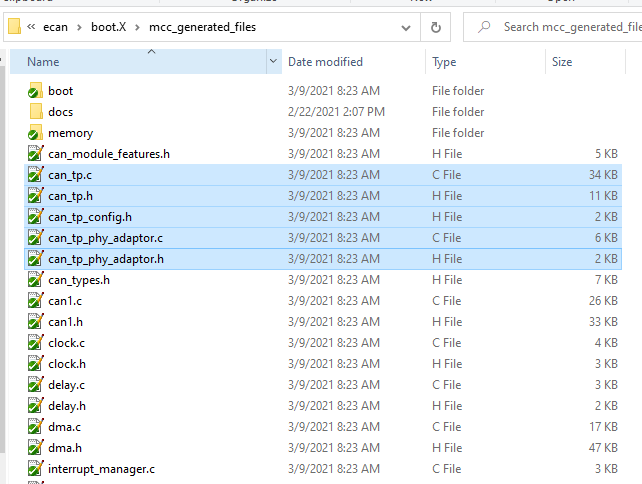 ecan > boot.X > mcc_generated_files
Search mcc_generated_file
Name Date modified Type Size
boot 3/9/2021 8:23 AM File folder
docs 2/22/2021 2:07 PM File folder
memory 3/9/2021 8:23 AM File folder
can_module_features.h 3/9/2021 8:23 AM H File 5 KB
can_tp.c 3/9/2021 8:23 AM C File 34 KB
can_tp.h 3/9/2021 8:23 AM H File 11 KB
can_tp_config.h 3/9/2021 8:23 AM H File 2 KB
can_tp_phy_adaptor.c 3/9/2021 8:23 AM C File 6 KB
can_tp_phy_adaptor.h 3/9/2021 8:23 AM H File 2 KB
can_types.h 3/9/2021 8:23 AM H File 7 KB
can1.c 3/9/2021 8:23 AM C File 26 KB
can1.h 3/9/2021 8:23 AM H File 33 KB
clock.c 3/9/2021 8:23 AM C File 4 KB
clock.h 3/9/2021 8:23 AM H File 3 KB
delay.c 3/9/2021 8:23 AM C File 3 KB
delay.h 3/9/2021 8:23 AM H File 2 KB
dma.c 3/9/2021 8:23 AM C File 17 KB
dma.h 3/9/2021 8:23 AM H File 47 KB
interrupt_manager.c 3/9/2021 8:23 AM C File 3 KB